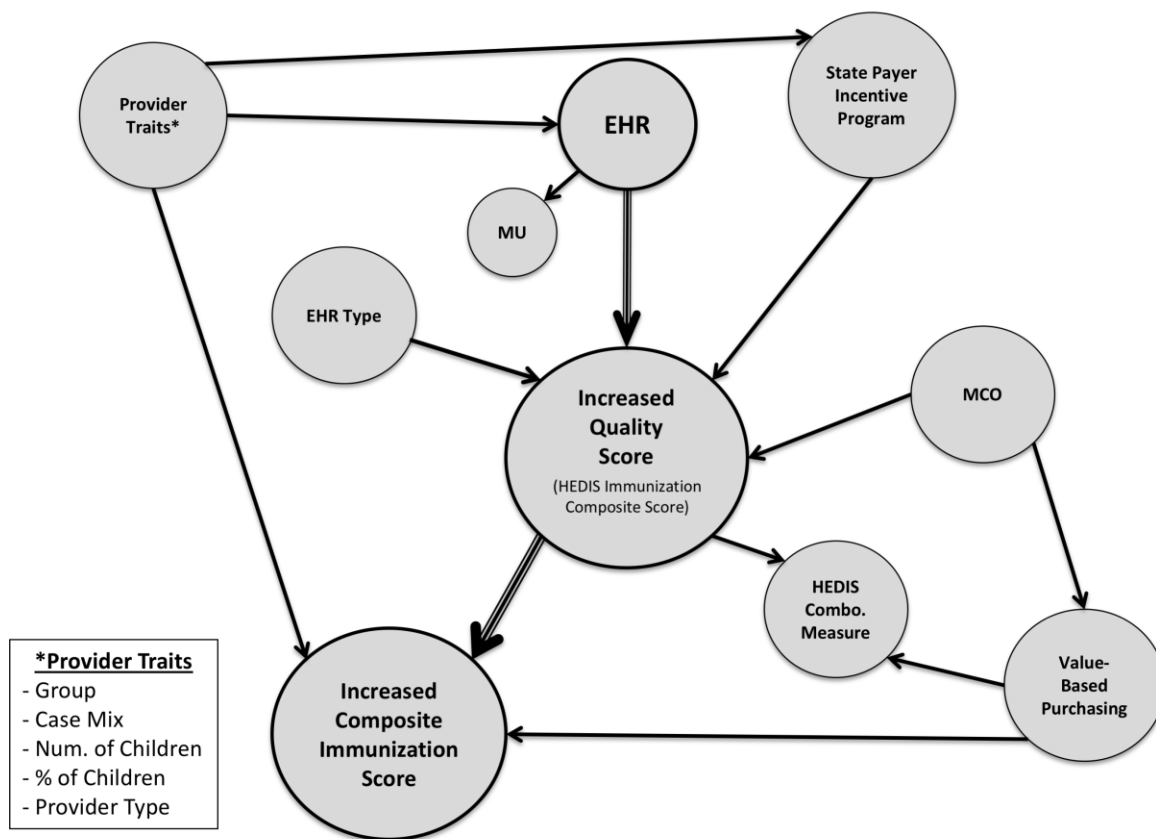 Provider
Traits*
EHR
State Payer
Incentive
Program
MU
EHR Type
Increased
Quality
Score
(HEDIS Immunization
Composite Score)
MCO
HEDIS
Combo.
Measure
Value-
Based
Purchasing
Increased
Composite
Immunization
Score
*Provider Traits
- Group
- Case Mix
- Num. of Children
- % of Children
- Provider Type